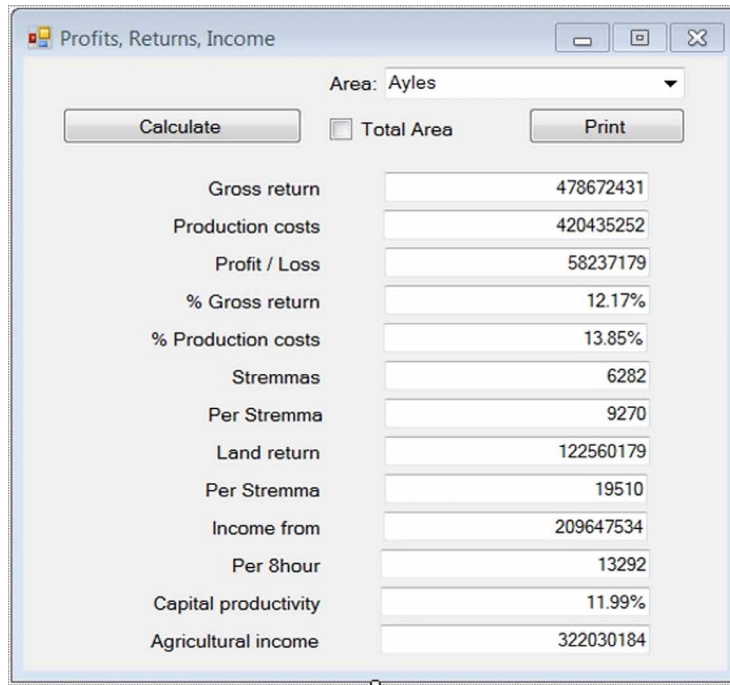 Profits, Returns, Income
Area: Ayles
Calculate Total Area Print
Gross return 478672431
Production costs 420435252
Profit / Loss 58237179
% Gross return 12.17%
% Production costs 13.85%
Stremmas 6282
Per Stremma 9270
Land return 122560179
Per Stremma 19510
Income from 209647534
Per 8hour 13292
Capital productivity 11.99%
Agricultural income 322030184